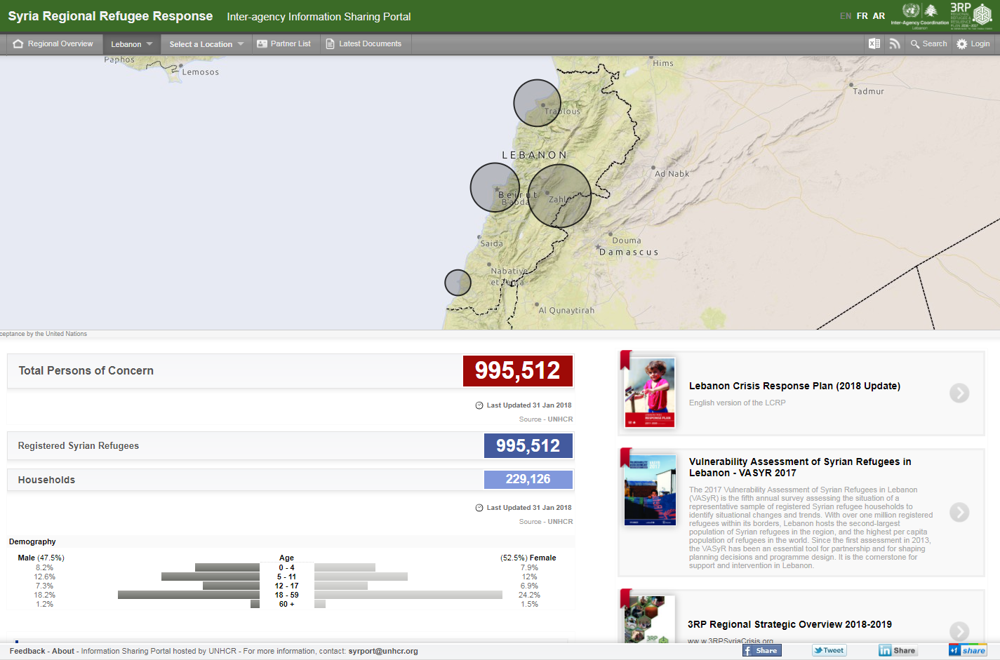 Syria Regional Refugee Response
Inter-agency Information Sharing Portal
EN FR AR
Inter-Agency Coordination
Lebanon
3RP
Regional Overview
Lebanon
Select a Location
Partner List
Latest Documents
Search
Login
Paphos
Lemosos
Hims
Tadmur
Trablous
LEBANON
Ad Nabk
Beirut
Ba'bda
Zahle
Saida
Douma
Damascus
Nabatiye
et Tahta
Al Qunaytirah
ceptance by the United Nations
Total Persons of Concern
995,512
Last Updated 31 Jan 2018
Source - UNHCR
Registered Syrian Refugees
995,512
Households
229,126
Last Updated 31 Jan 2018
Source - UNHCR
Demography
Male (47.5%) Age (52.5%) Female
8.2% 0 - 4 7.9%
12.6% 5 - 11 12%
7.3% 12 - 17 6.9%
18.2% 18 - 59 24.2%
1.2% 60 + 1.5%
Lebanon Crisis Response Plan (2018 Update)
English version of the LCRP
RESPONSE PLAN
Vulnerability Assessment of Syrian Refugees in
Lebanon - VASYR 2017
The 2017 Vulnerability Assessment of Syrian Refugees in Lebanon
(VASyR) is the fifth annual survey assessing the situation of a
representative sample of registered Syrian refugee households to
identify situational changes and trends. With over one million registered
refugees within its borders, Lebanon hosts the second-largest
population of Syrian refugees in the region, and the highest per capita
population of refugees in the world. Since the first assessment in 2013,
the VASyR has been an essential tool for partnership and for shaping
planning decisions and programme design. It is the cornerstone for
support and intervention in Lebanon.
3RP Regional Strategic Overview 2018-2019
www.3RPSyriaCrisis.org
3RP
Feedback - About - Information Sharing Portal hosted by UNHCR - For more information, contact: syrport@unhcr.org
f Share
Tweet
in Share
+1 share